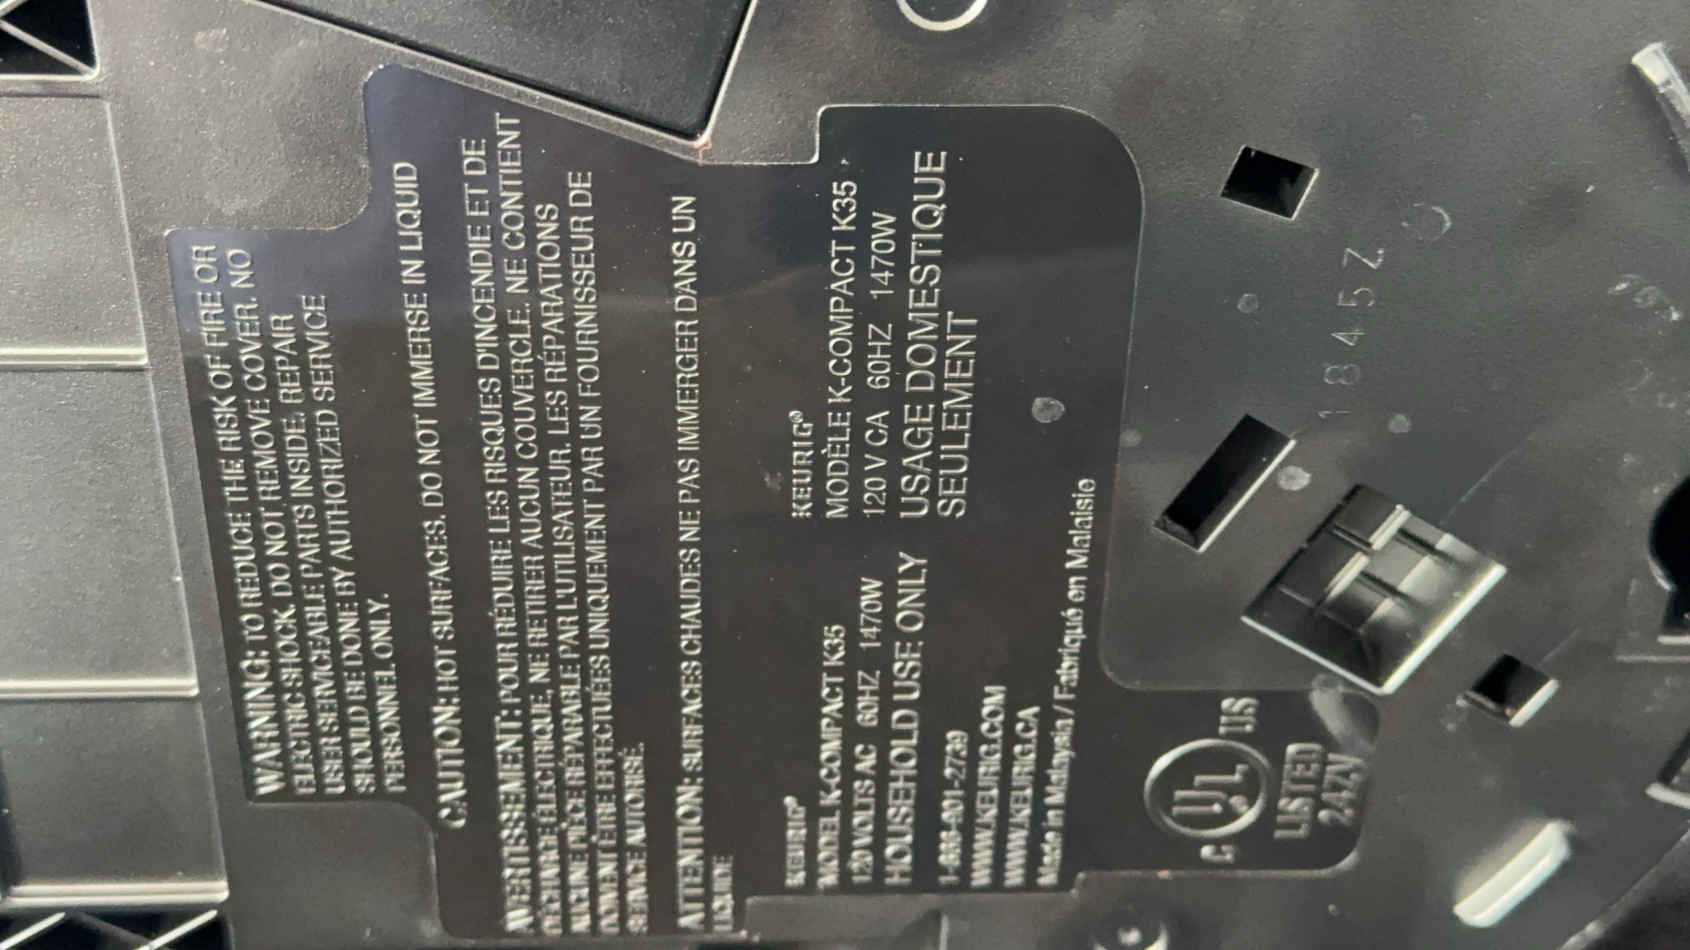 WARNING: TO REDUCE THE RISK OF FIRE OR
ELECTRIC SHOCK. DO NOT REMOVE COVER. NO
USER SERVICEABLE PARTS INSIDE. REPAIR
SHOULD BE DONE BY AUTHORIZED SERVICE
PERSONNEL ONLY.
CAUTION: HOT SURFACES. DO NOT IMMERSE IN LIQUID
AVERTISSEMENT: POUR RÉDUIRE LES RISQUES D'INCENDIE ET DE
DÉCHARGE ÉLECTRIQUE, NE RETIRER AUCUN COUVERCLE. NE CONTIENT
AUCUNE PIÈCE RÉPARABLE PAR L'UTILISATEUR. LES RÉPARATIONS
DOIVENT ÊTRE EFFECTUÉES UNIQUEMENT PAR UN FOURNISSEUR DE
SERVICE AUTORISÉ.
ATTENTION: SURFACES CHAUDES NE PAS IMMERGER DANS UN
LIQUIDE
KEURIG®
MODEL K-COMPACT K35
120 VOLTS AC 60HZ 1470W
HOUSEHOLD USE ONLY
1-866-901-2739
WWW.KEURIG.COM
WWW.KEURIG.CA
Made in Malaysia / Fabriqué en Malaisie
KEURIG®
MODÈLE K-COMPACT K35
120 V CA 60HZ 1470W
USAGE DOMESTIQUE
SEULEMENT
C UL US
LISTED
24ZV
1845Z